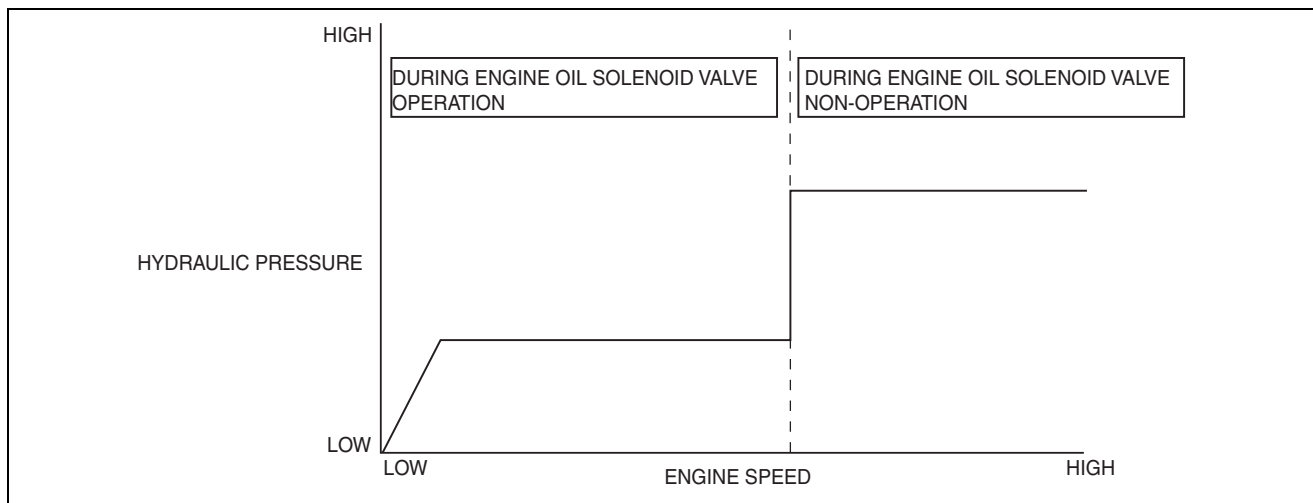 HIGH
DURING ENGINE OIL SOLENOID VALVE
OPERATION
DURING ENGINE OIL SOLENOID VALVE
NON-OPERATION
HYDRAULIC PRESSURE
LOW
LOW
ENGINE SPEED
HIGH